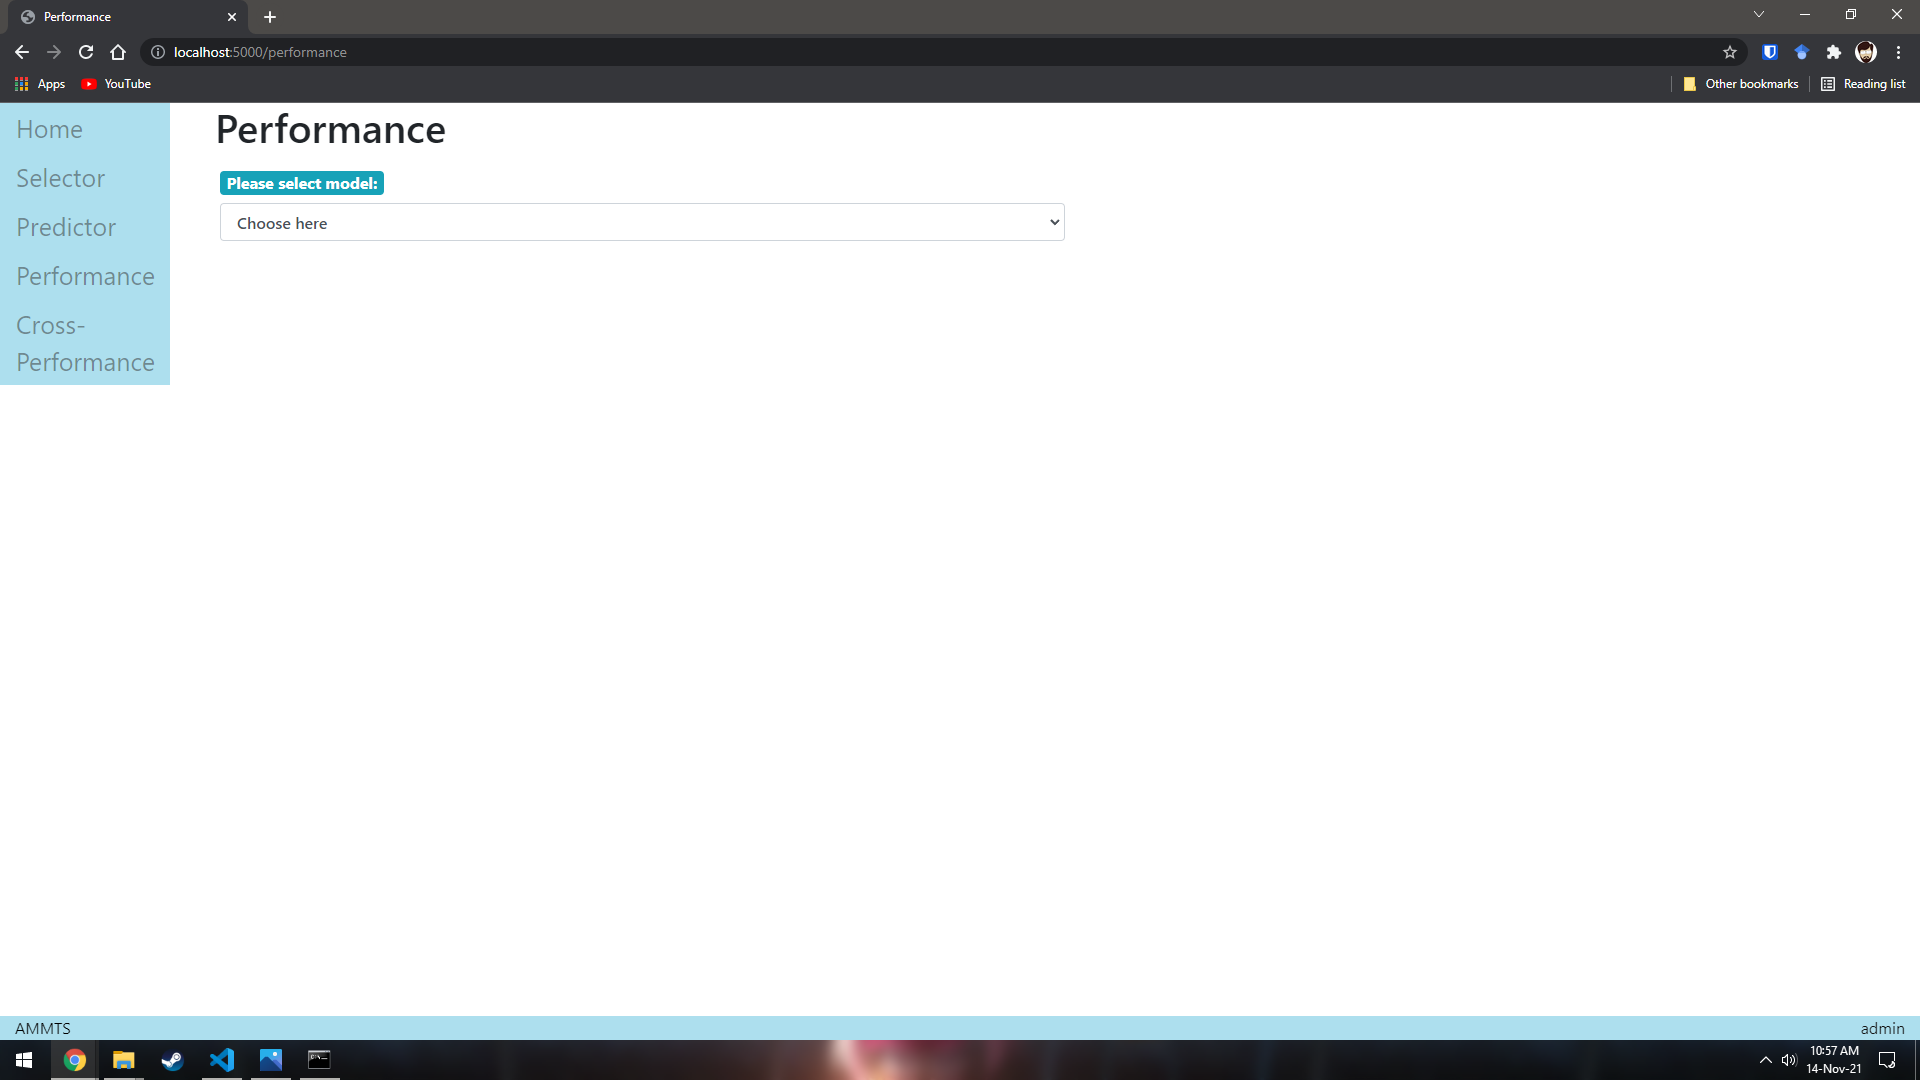 Performance
localhost:5000/performance
Apps
YouTube
Other bookmarks
Reading list
Home
Selector
Predictor
Performance
Cross-
Performance
Performance
Please select model:
Choose here
AMMTS
admin
10:57 AM
14-Nov-21